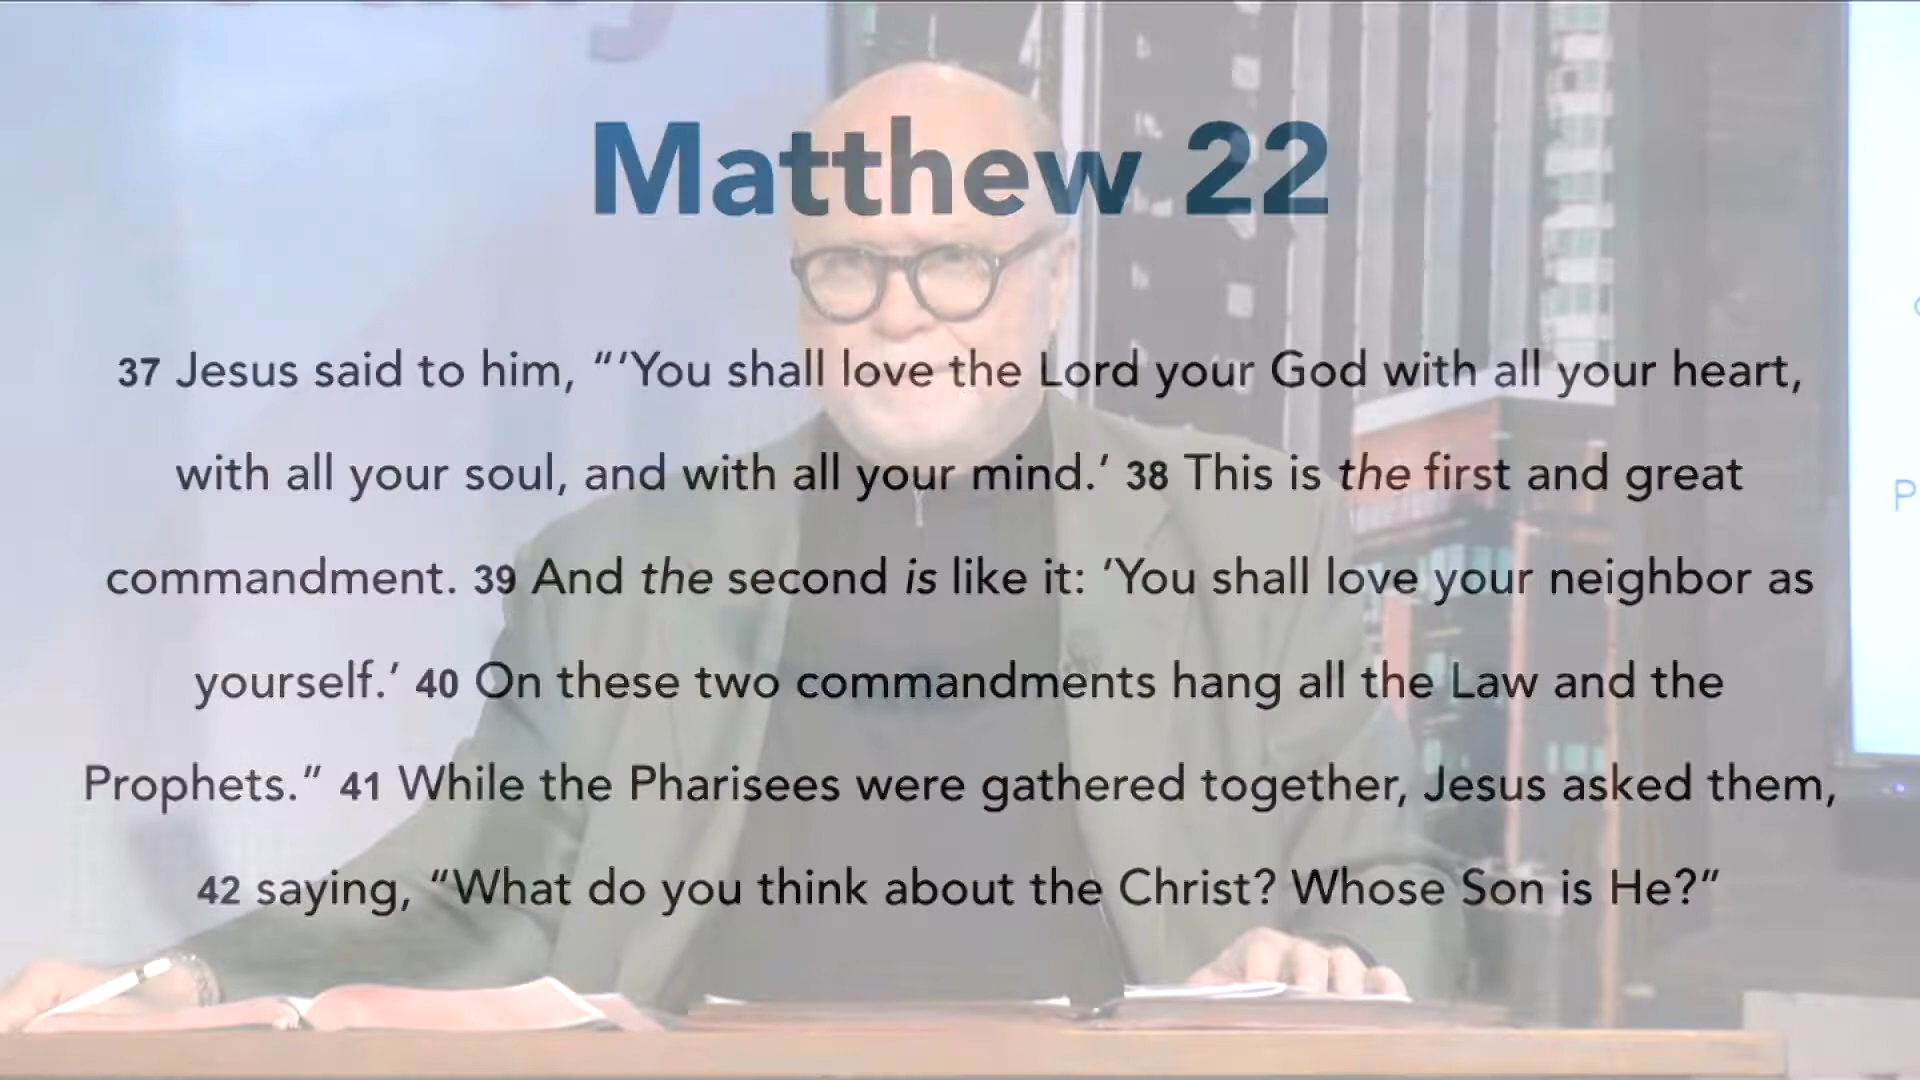 Matthew 22
37 Jesus said to him, “‘You shall love the Lord your God with all your heart,
with all your soul, and with all your mind.’ 38 This is the first and great
commandment. 39 And the second is like it: ’You shall love your neighbor as
yourself.’ 40 On these two commandments hang all the Law and the
Prophets.” 41 While the Pharisees were gathered together, Jesus asked them,
42 saying, “What do you think about the Christ? Whose Son is He?”